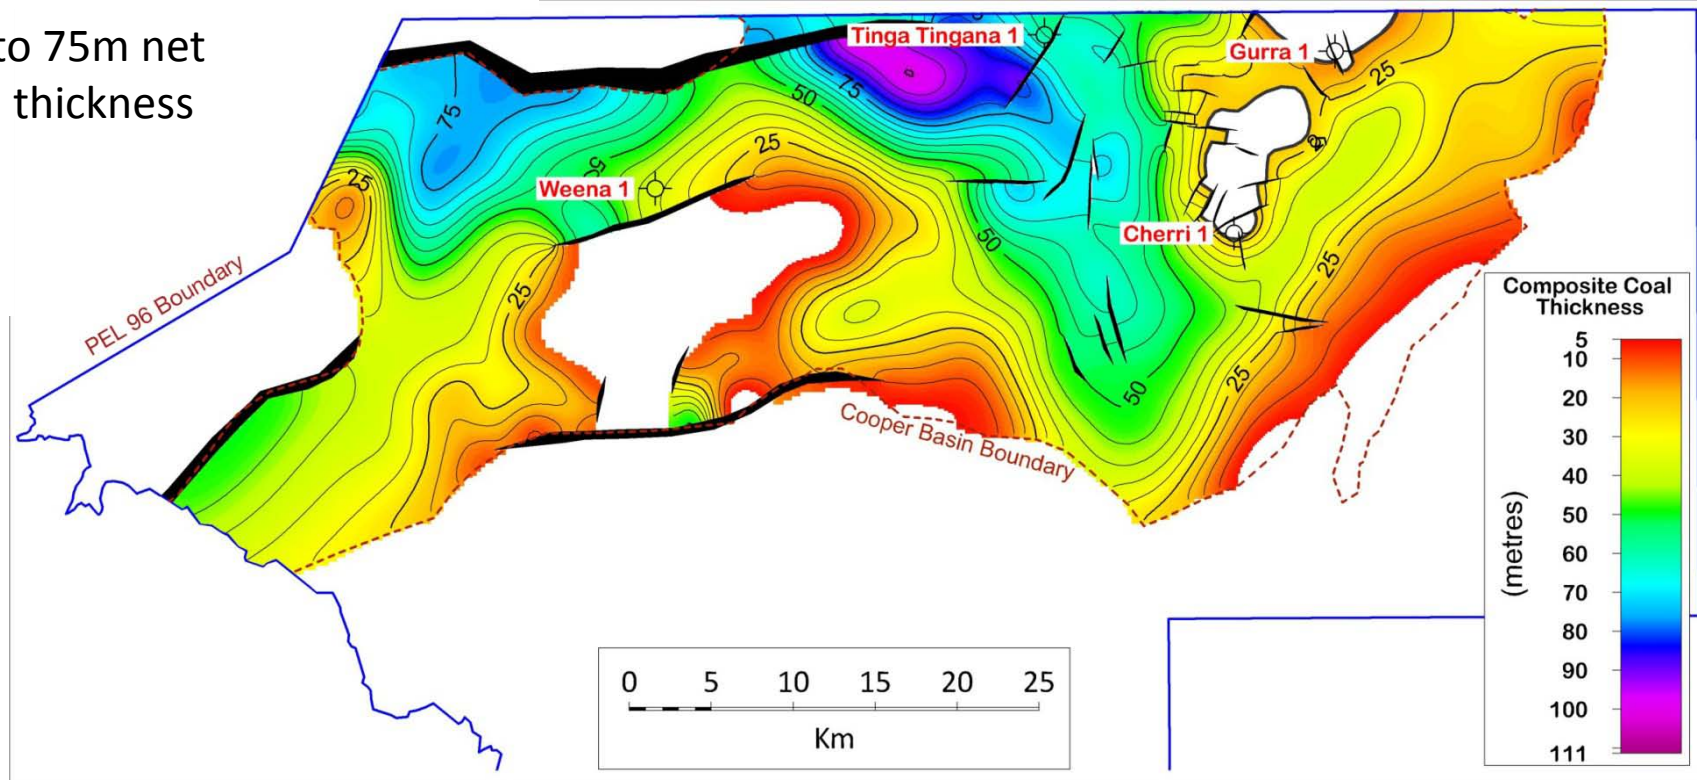 to 75m net
thickness
Tinga Tingana 1
Gurra 1
25
75
50
75
25
25
Weena 1
50
25
Cherri 1
50
25
25
PEL 96 Boundary
25
50
Cooper Basin Boundary
Composite Coal
Thickness
5
10
20
30
40
50
60
70
80
90
100
111
(metres)
0 5 10 15 20 25
Km